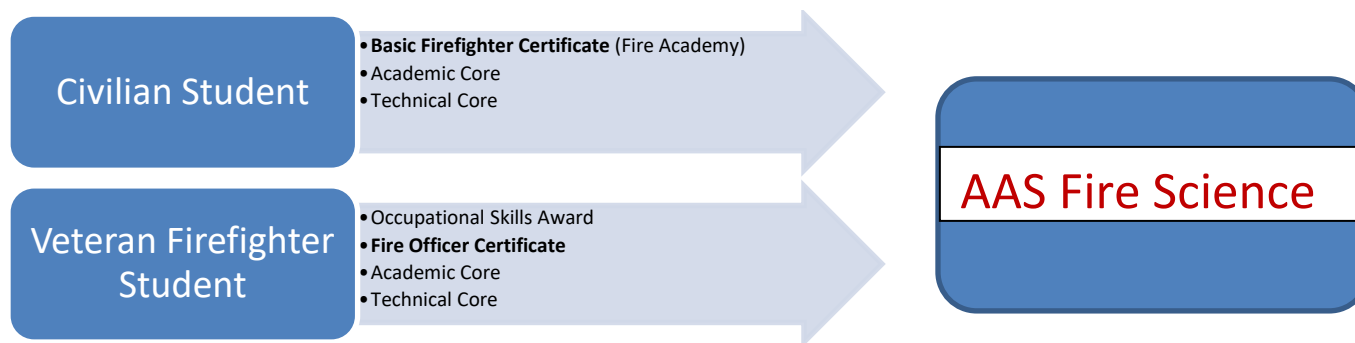 Civilian Student
•Basic Firefighter Certificate (Fire Academy)
•Academic Core
•Technical Core
Veteran Firefighter
Student
•Occupational Skills Award
•Fire Officer Certificate
•Academic Core
•Technical Core
AAS Fire Science